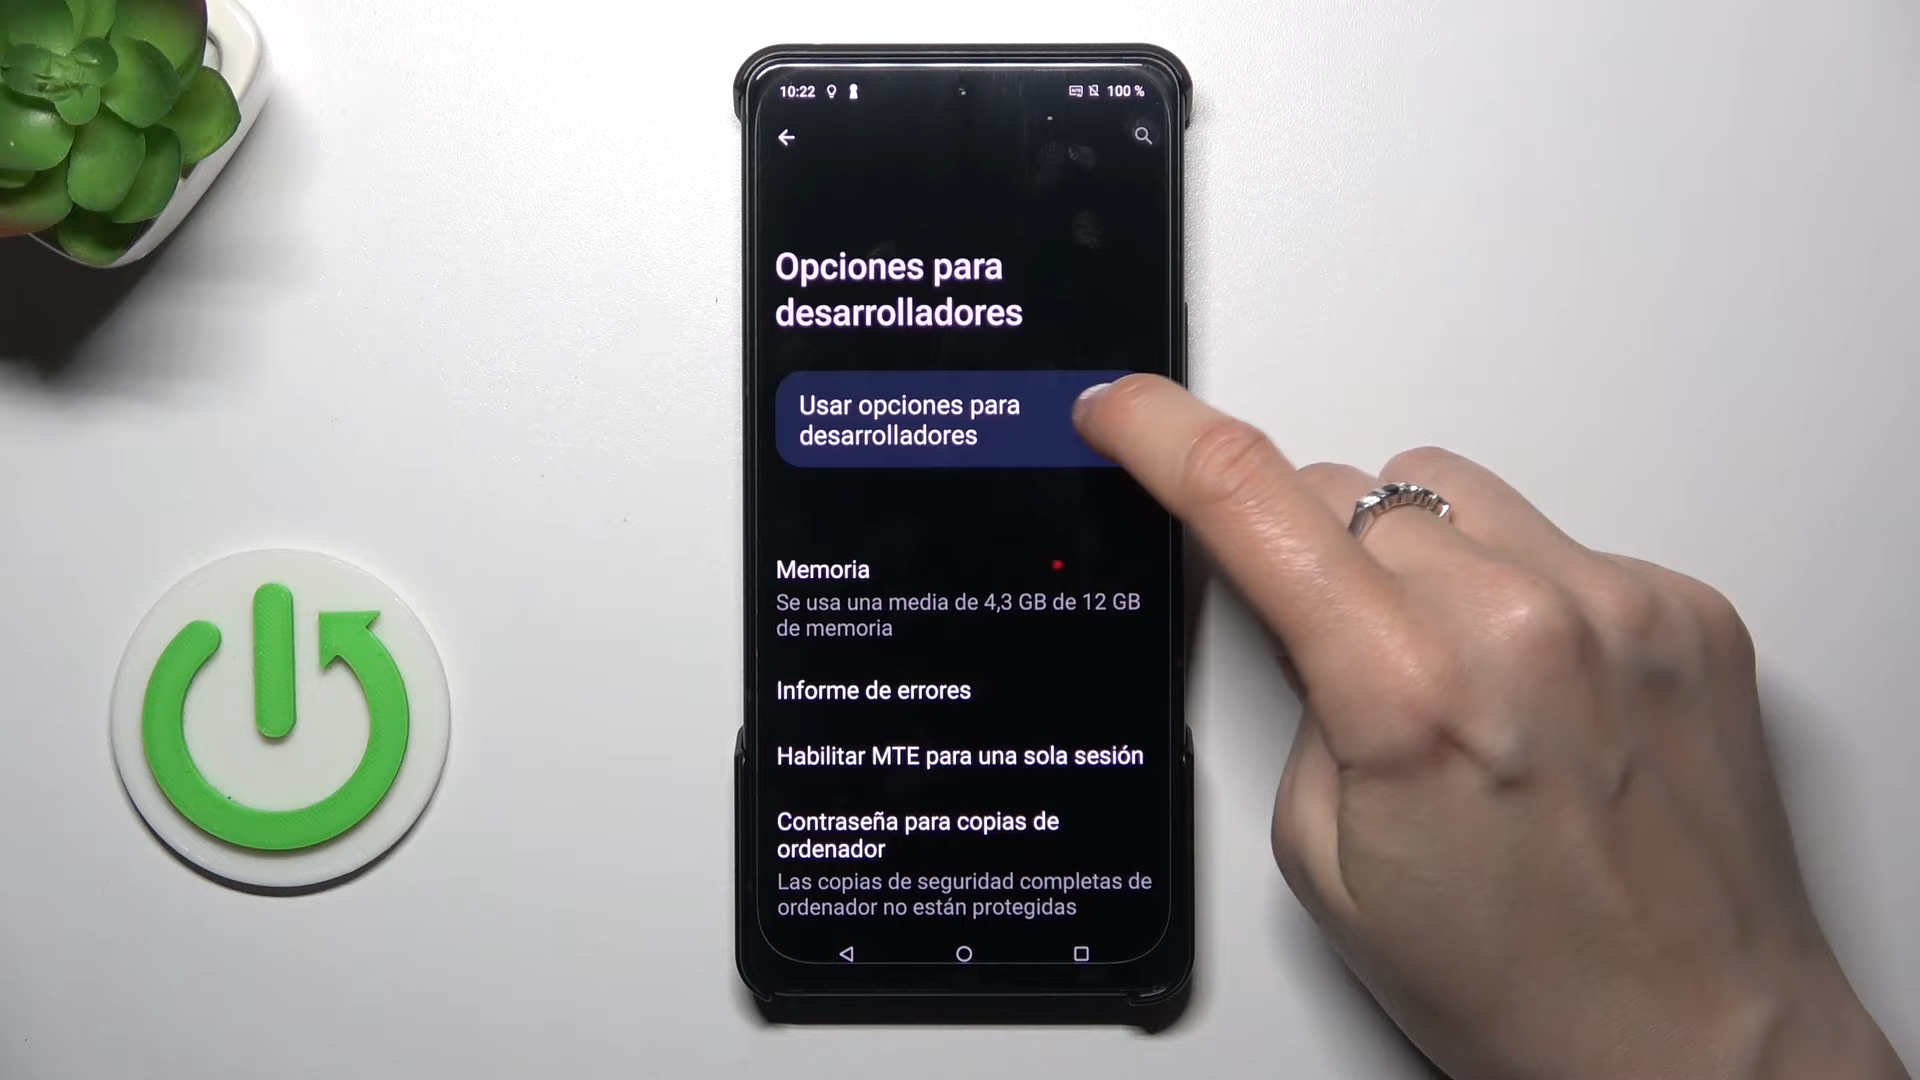 10:22
100 %
Opciones para
desarrolladores
Usar opciones para
desarrolladores
Memoria
Se usa una media de 4,3 GB de 12 GB
de memoria
Informe de errores
Habilitar MTE para una sola sesión
Contraseña para copias de
ordenador
Las copias de seguridad completas de
ordenador no están protegidas